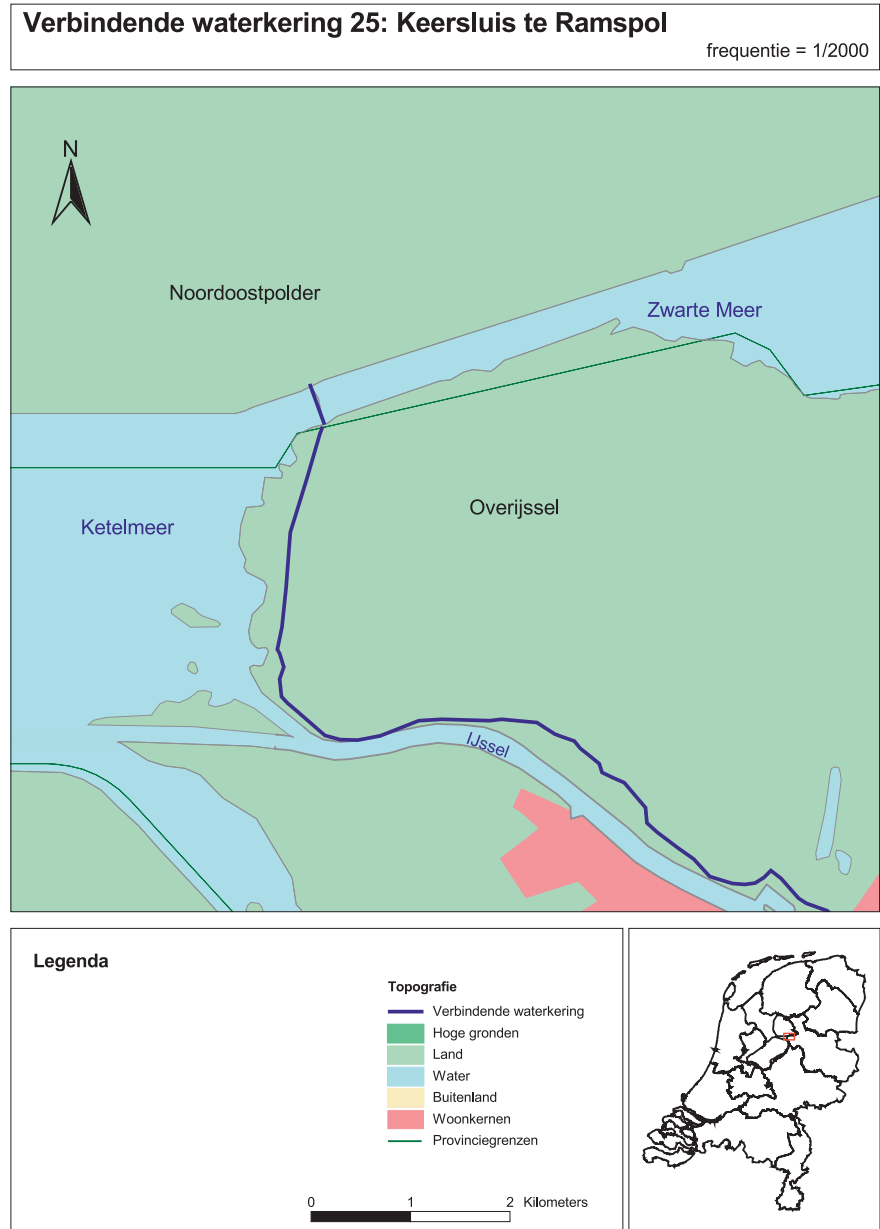 Verbindende waterkering 25: Keersluis te Ramspol
frequentie = 1/2000
N
Noordoostpolder
Zwarte Meer
Overijssel
Ketelmeer
IJssel
Legenda
Topografie
Verbindende waterkering
Hoge gronden
Land
Water
Buitenland
Woonkernen
Provinciegrenzen
0 1 2 Kilometers